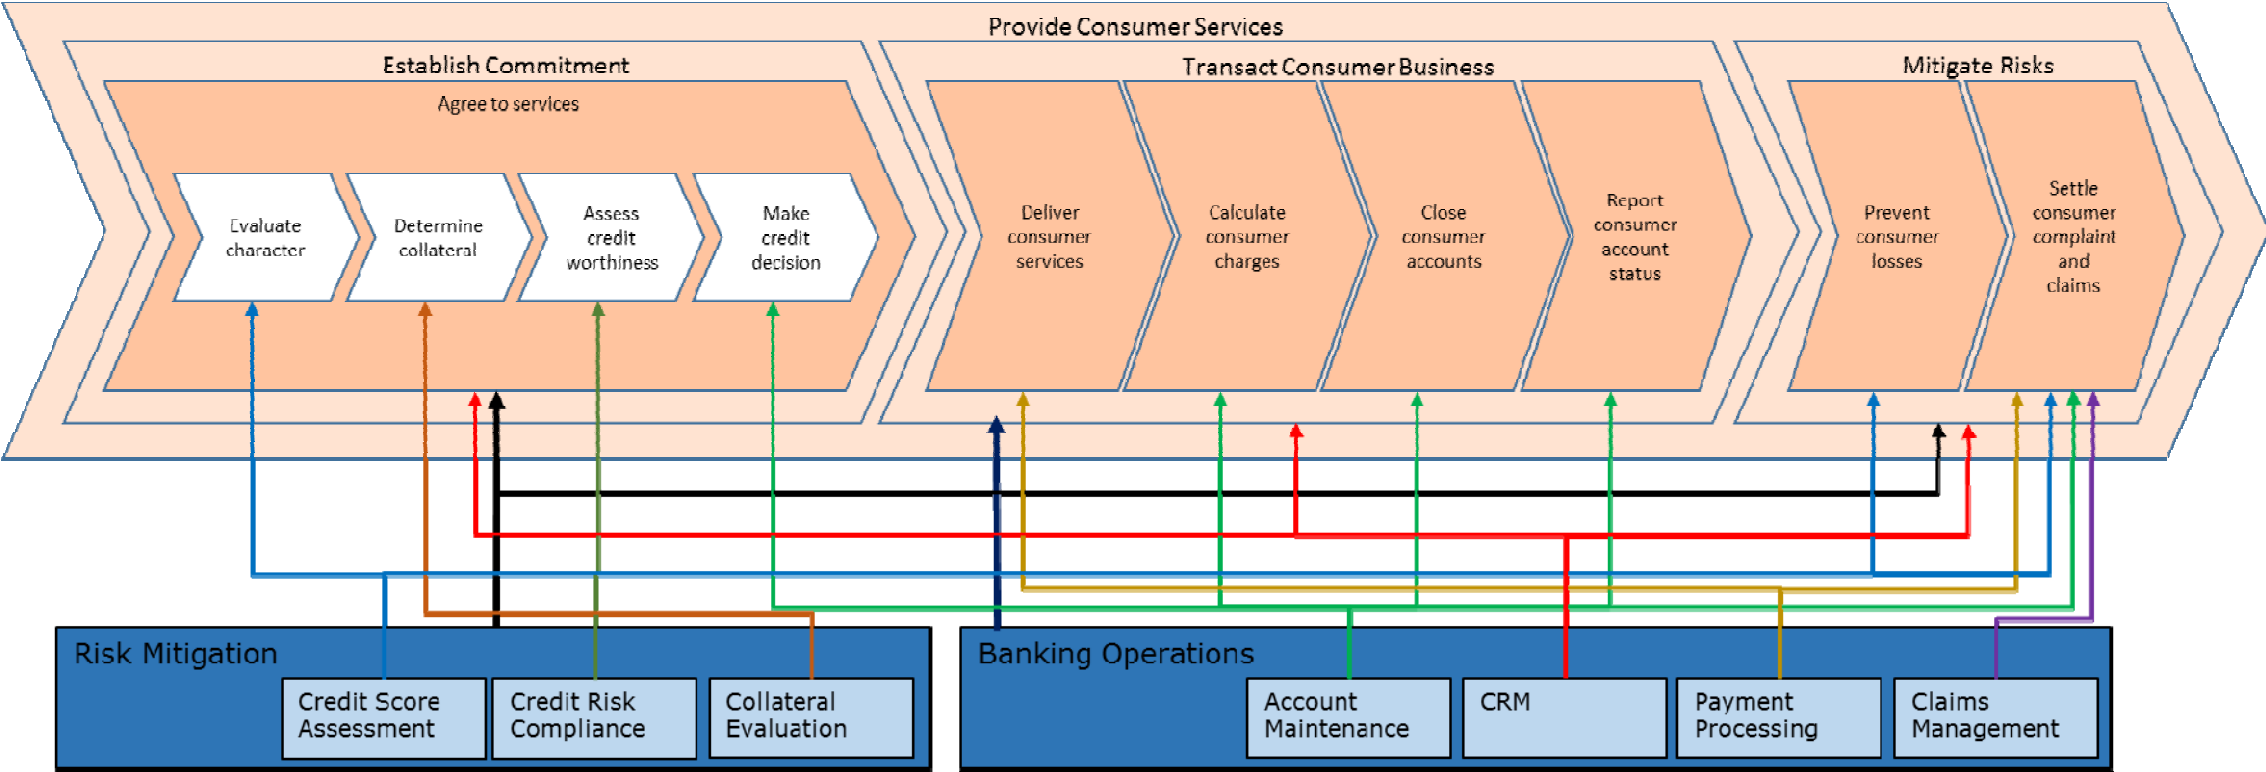 Provide Consumer Services
Establish Commitment
Transact Consumer Business
Mitigate Risks
Agree to services
Evaluate
character
Determine
collateral
Assess
credit
worthiness
Make
credit
decision
Deliver
consumer
services
Calculate
consumer
charges
Close
consumer
accounts
Report
consumer
account
status
Prevent
consumer
losses
Settle
consumer
complaint
and
claims
Risk Mitigation
Credit Score
Assessment
Credit Risk
Compliance
Collateral
Evaluation
Banking Operations
Account
Maintenance
CRM
Payment
Processing
Claims
Management